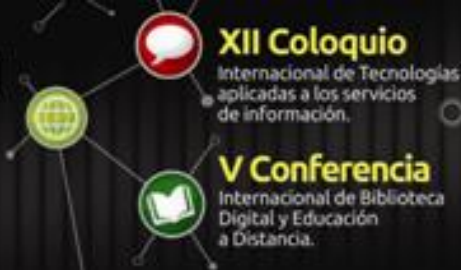 XII Coloquio
Internacional de Tecnologías
aplicadas a los servicios
de información.
V Conferencia
Internacional de Biblioteca
Digital y Educación
a Distancia.